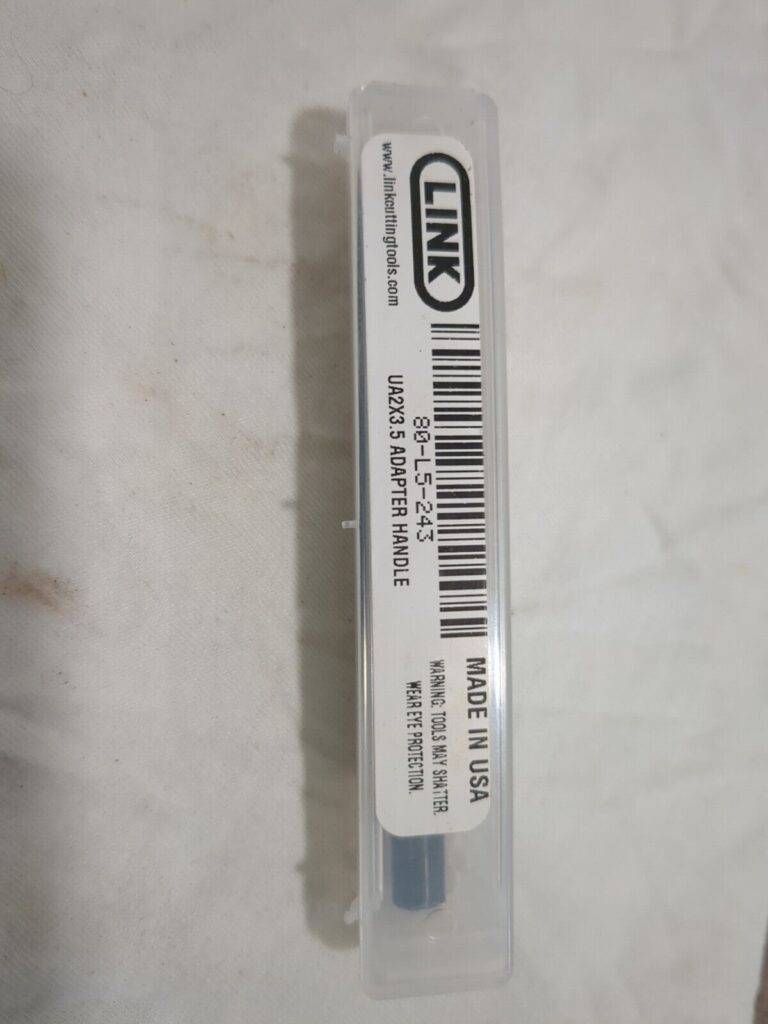 LINK
www.linkcuttingtools.com
80-L5-243
UA2X3.5 ADAPTER HANDLE
MADE IN USA
WARNING: TOOLS MAY SHATTER.
WEAR EYE PROTECTION.